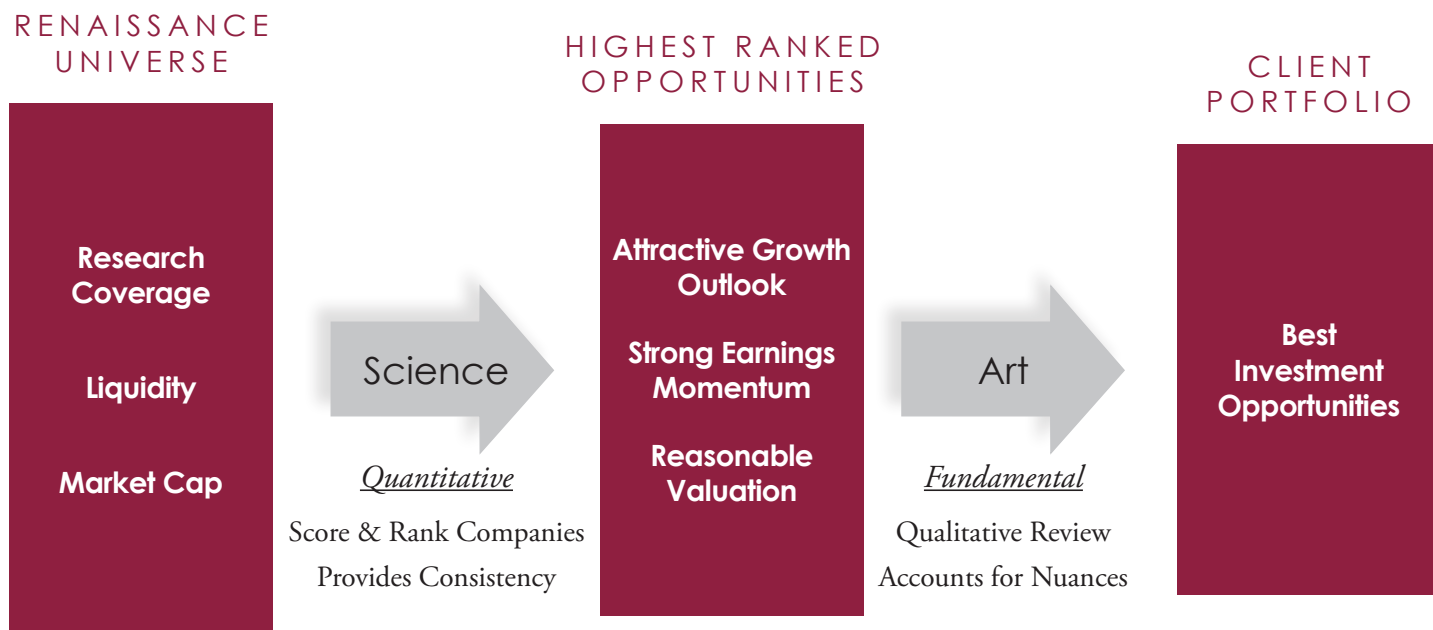 RENAISSANCE
UNIVERSE
Research
Coverage
Liquidity
Market Cap
Science
Quantitative
Score & Rank Companies
Provides Consistency
HIGHEST RANKED
OPPORTUNITIES
Attractive Growth
Outlook
Strong Earnings
Momentum
Reasonable
Valuation
Art
Fundamental
Qualitative Review
Accounts for Nuances
CLIENT
PORTFOLIO
Best
Investment
Opportunities